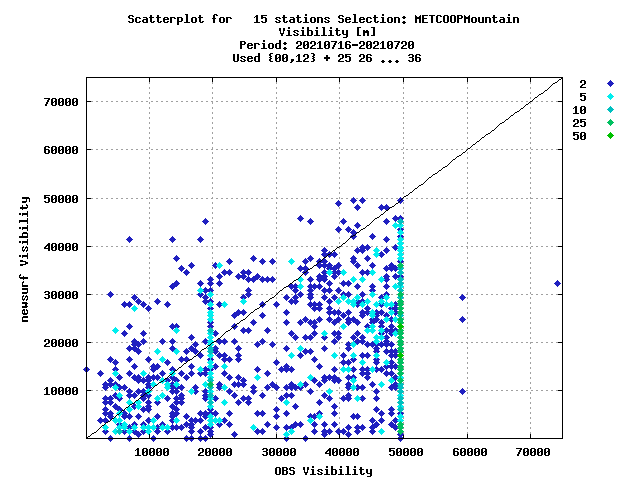 Scatterplot for   15 stations Selection: METCOOPMountain
Visibility [m]
Period: 20210716-20210720
Used {00,12} + 25 26 ... 36
2
5
10
25
50
70000
60000
50000
40000
30000
20000
10000
newsurf Visibility
10000 20000 30000 40000 50000 60000 70000
OBS Visibility